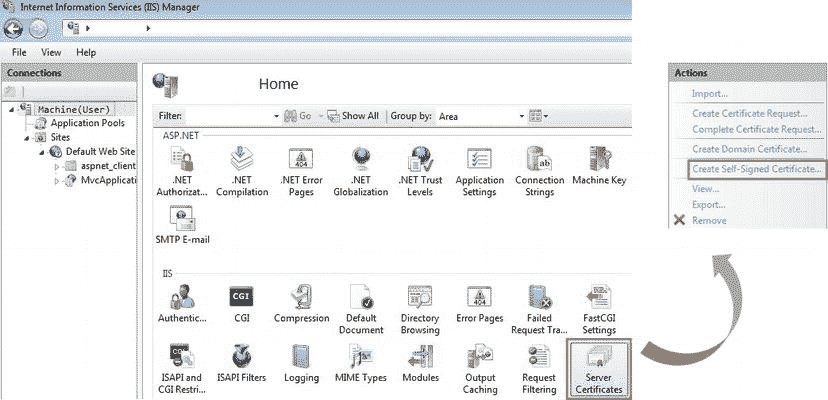 Internet Information Services (IIS) Manager
File View Help
Connections
Machine(User)
Application Pools
Sites
Default Web Site
aspnet_client
MvcApplicati
Home
Filter: Go Show All Group by: Area
ASP.NET
.NET Authorizat...
.NET Compilation
.NET Error Pages
.NET Globalization
.NET Trust Levels
Application Settings
Connection Strings
Machine Key
SMTP E-mail
IIS
Authentic...
CGI
Compression
Default Document
Directory Browsing
Error Pages
Failed Request Tra...
FastCGI Settings
ISAPI and CGI Restri...
ISAPI Filters
Logging
MIME Types
Modules
Output Caching
Request Filtering
Server Certificates
Actions
Import...
Create Certificate Request...
Complete Certificate Request...
Create Domain Certificate...
Create Self-Signed Certificate...
View...
Export...
Remove